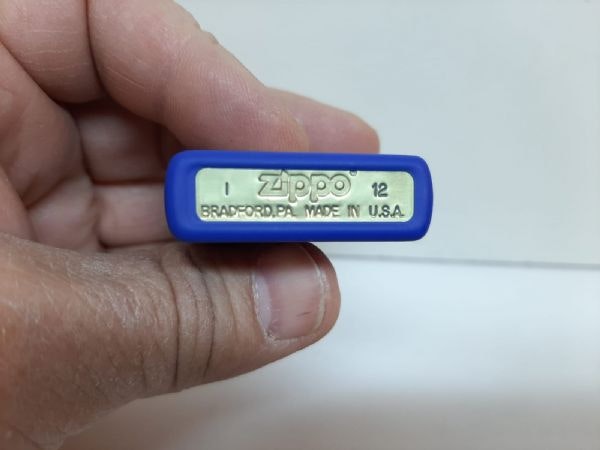 I zippo® 12
BRADFORD,PA. MADE IN U.S.A.